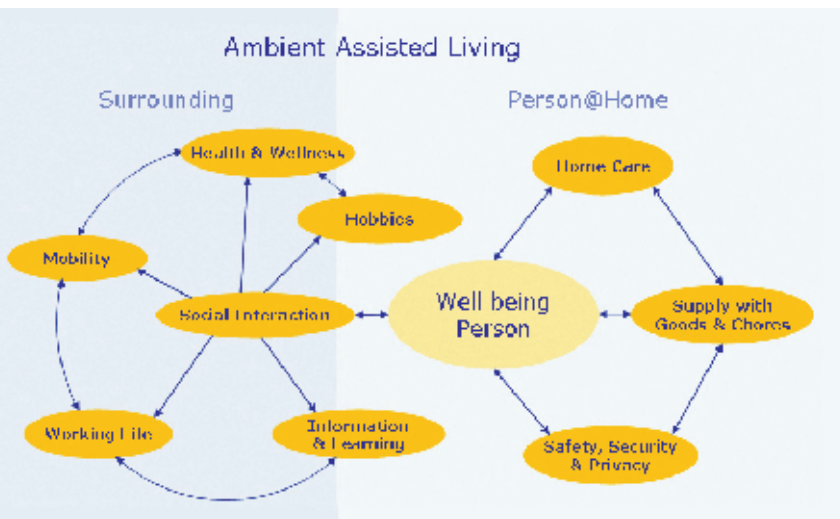 Ambient Assisted Living
Surrounding
Person@Home
Health & Wellness
Home Care
Hobbies
Mobility
Social Interaction
Well being
Person
Supply with
Goods & Chores
Working Life
Information
& Learning
Safety, Security
& Privacy